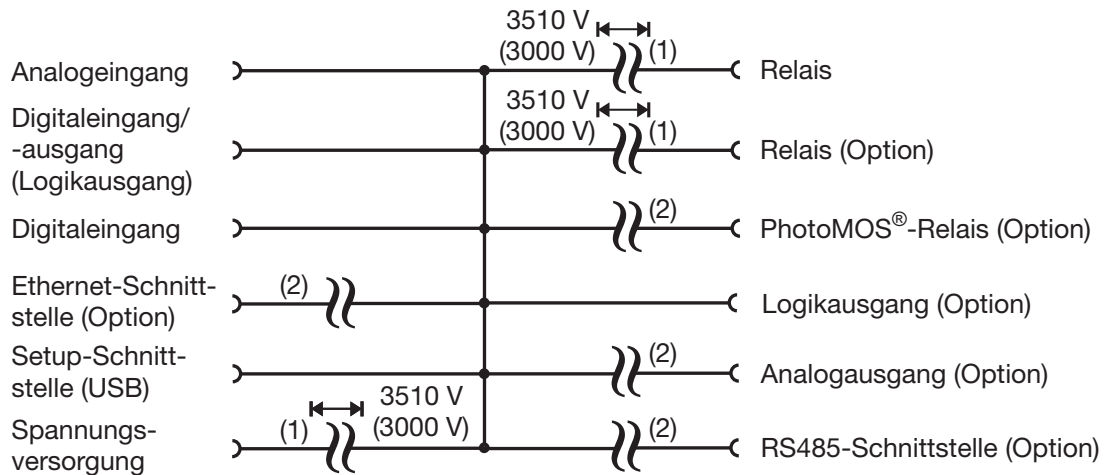 3510 V
(3000 V)
(1)
Analogeingang
Relais
Digitaleingang/
-ausgang
(Logikausgang)
3510 V
(3000 V)
(1)
Relais (Option)
Digitaleingang
(2)
PhotoMOS®-Relais (Option)
Ethernet-Schnitt-
stelle (Option)
(2)
Logikausgang (Option)
Setup-Schnitt-
stelle (USB)
(2)
Analogausgang (Option)
Spannungs-
versorgung
(1)
3510 V
(3000 V)
(2)
RS485-Schnittstelle (Option)